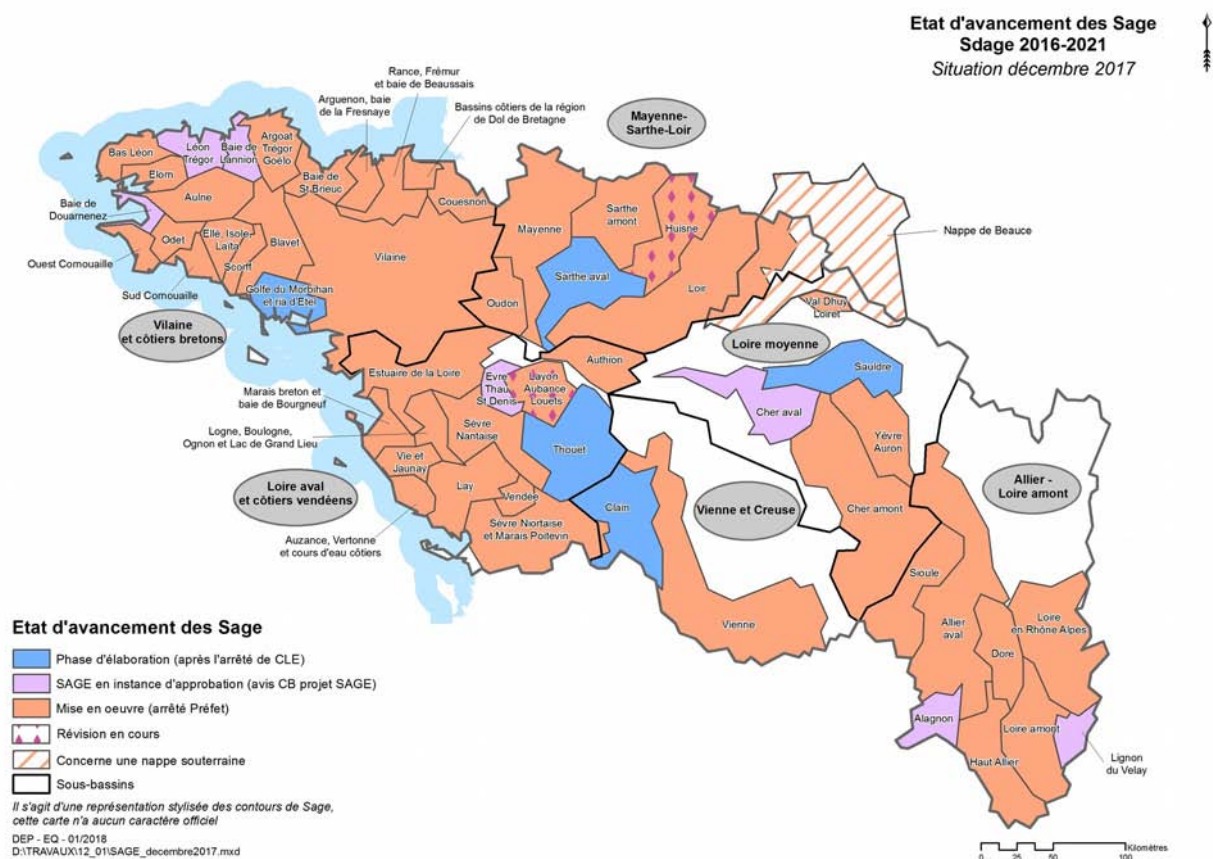 Etat d'avancement des Sage
Sdage 2016-2021
Situation décembre 2017
Rance, Frémur
et baie de Beaussais
Arguenon, baie
de la Fresnaye
Bassins côtiers de la région
de Dol de Bretagne
Mayenne-
Sarthe-Loir
Bas Léon
Léon
Trégor
Baie de
Lannion
Argoat
Trégor
Goëlo
Elorn
Aulne
Baie de
St Brieuc
Couesnon
Baie de
Douarnenez
Odet
Ellé, Isole-
Laïta
Scorff
Blavet
Vilaine
Ouest Cornouaille
Sud Cornouaille
Golfe du Morbihan
et ria d'Etel
Vilaine
et côtiers bretons
Mayenne
Sarthe
amont
Huisne
Sarthe aval
Loir
Oudon
Nappe de Beauce
Val Dhuy
Loiret
Loire moyenne
Authion
Estuaire de la Loire
Evre
Thau
St Denis
Layon
Aubance
Louets
Sauldre
Cher aval
Marais breton et
baie de Bourgneuf
Logne, Boulogne,
Ognon et Lac de Grand Lieu
Sèvre
Nantaise
Thouet
Yèvre
Auron
Vie et
Jaunay
Lay
Vendée
Loire aval
et côtiers vendéens
Auzance, Vertonne
et cours d'eau côtiers
Sèvre Niortaise
et Marais Poitevin
Clain
Vienne et Creuse
Cher amont
Allier -
Loire amont
Vienne
Sioule
Allier
aval
Dore
Loire
en Rhône Alpes
Alagnon
Loire amont
Haut Allier
Lignon
du Velay
Etat d'avancement des Sage
Phase d'élaboration (après l'arrêté de CLE)
SAGE en instance d'approbation (avis CB projet SAGE)
Mise en oeuvre (arrêté Préfet)
Révision en cours
Concerne une nappe souterraine
Sous-bassins
Il s'agit d'une représentation stylisée des contours de Sage,
cette carte n'a aucun caractère officiel
DEP - EQ - 01/2018
D:\TRAVAUX\12_01\SAGE_decembre2017.mxd
Kilomètres
0 25 50 100